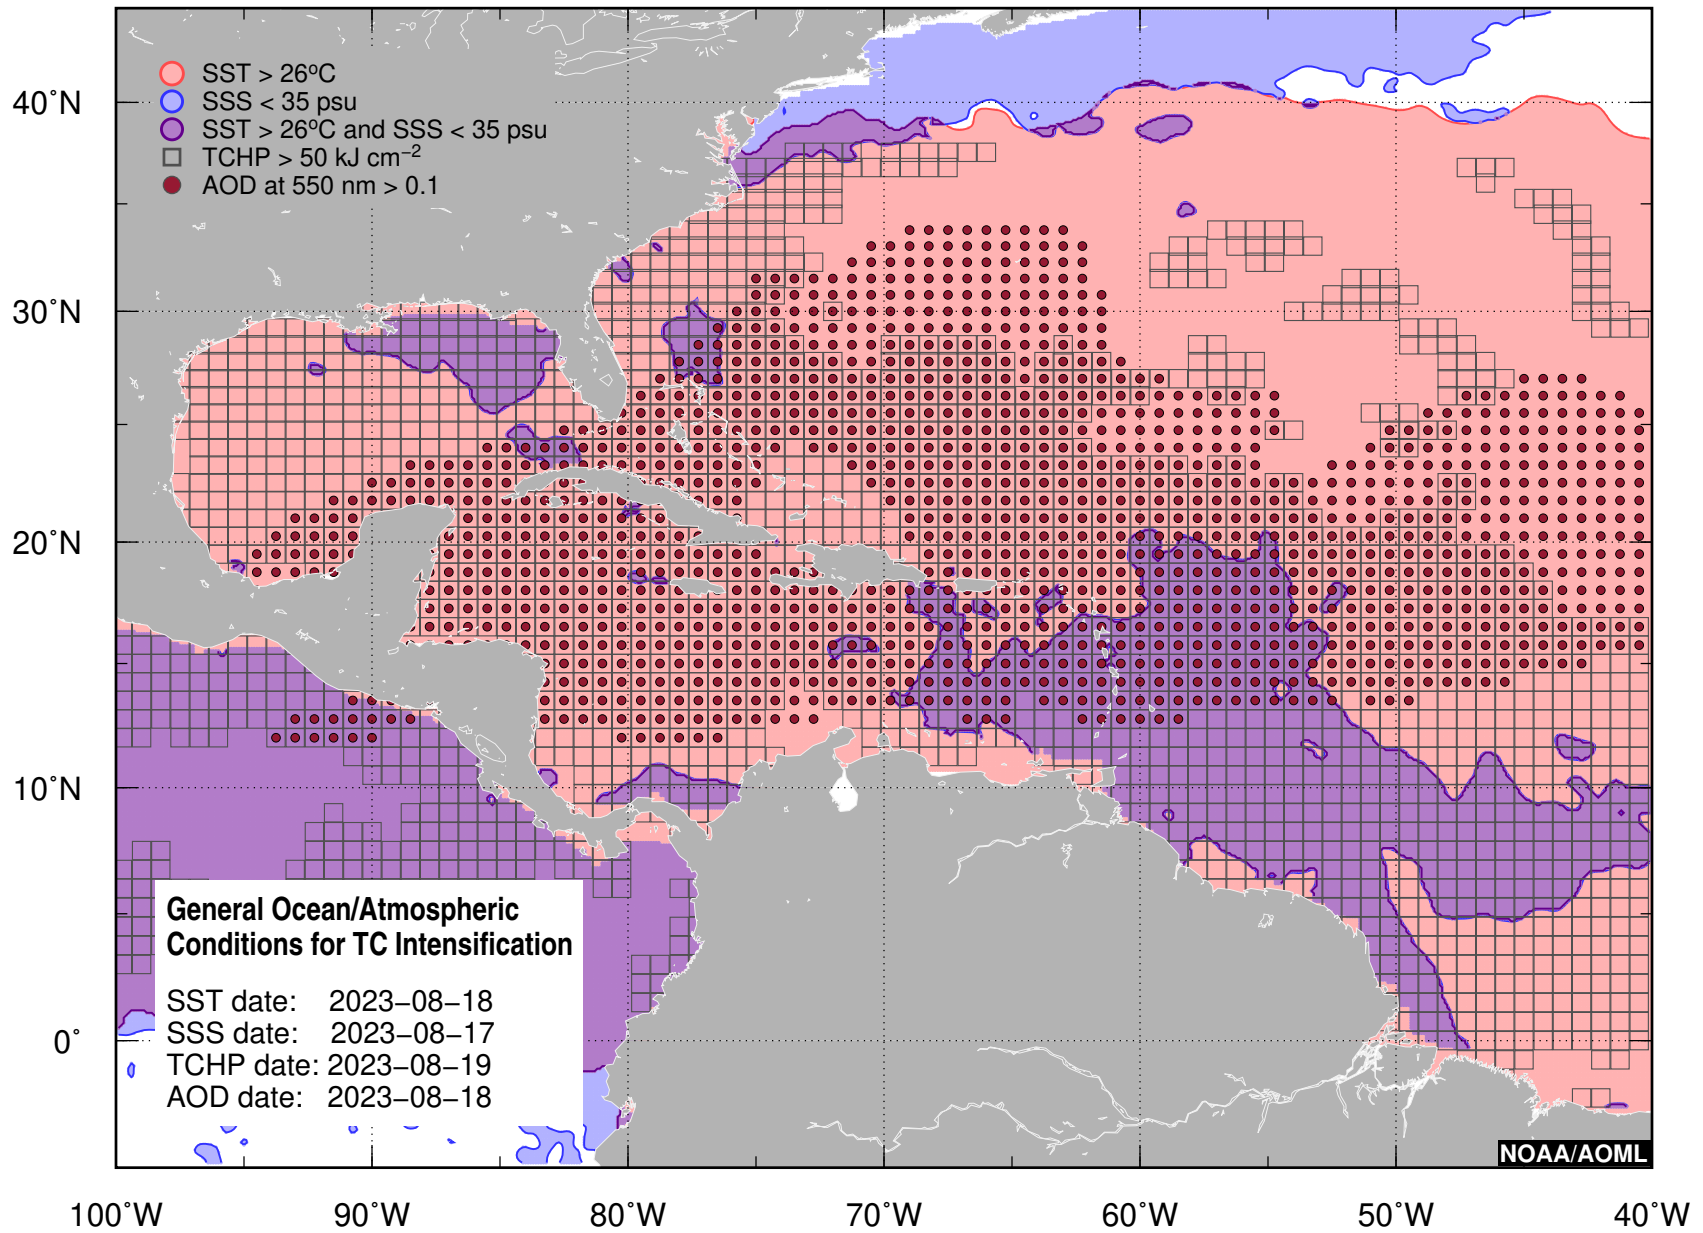 SST > 26°C
SSS < 35 psu
SST > 26°C and SSS < 35 psu
TCHP > 50 kJ cm⁻²
AOD at 550 nm > 0.1
40°N
30°N
20°N
10°N
0°
General Ocean/Atmospheric
Conditions for TC Intensification
SST date: 2023−08−18
SSS date: 2023−08−17
TCHP date: 2023−08−19
AOD date: 2023−08−18
NOAA/AOML
100°W 90°W 80°W 70°W 60°W 50°W 40°W